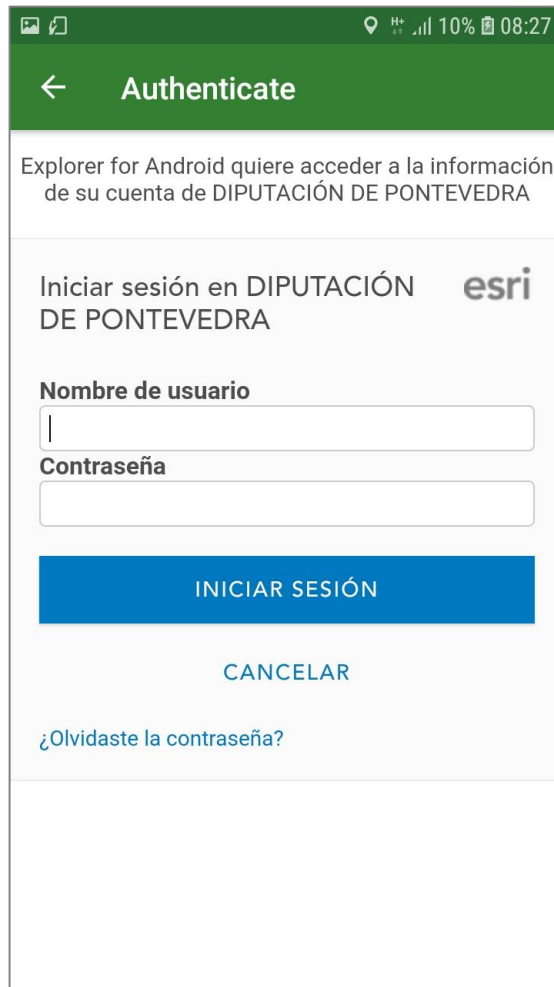 H+ 10% 08:27
Authenticate
Explorer for Android quiere acceder a la información
de su cuenta de DIPUTACIÓN DE PONTEVEDRA
Iniciar sesión en DIPUTACIÓN
DE PONTEVEDRA
esri
Nombre de usuario
Contraseña
INICIAR SESIÓN
CANCELAR
¿Olvidaste la contraseña?